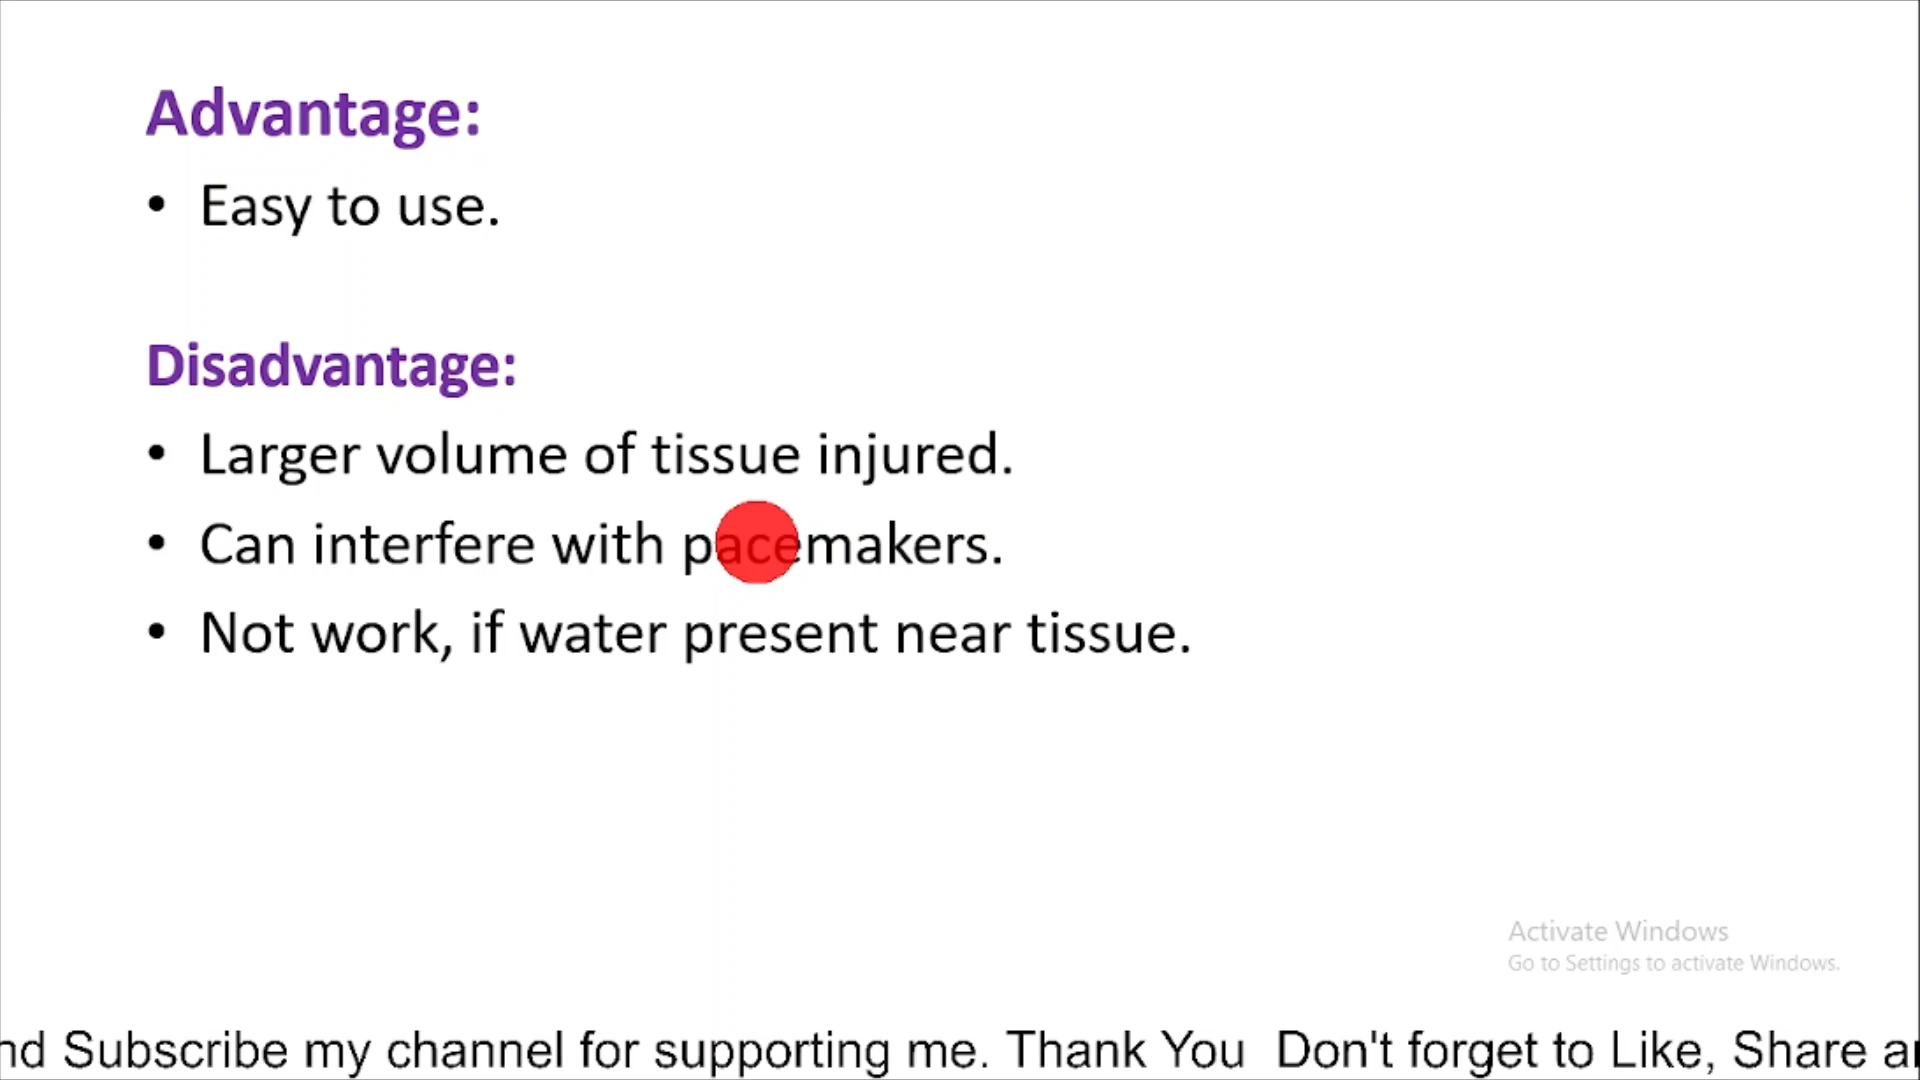 Advantage:
• Easy to use.
Disadvantage:
• Larger volume of tissue injured.
• Can interfere with pacemakers.
• Not work, if water present near tissue.
Activate Windows
Go to Settings to activate Windows.
nd Subscribe my channel for supporting me. Thank You Don't forget to Like, Share a